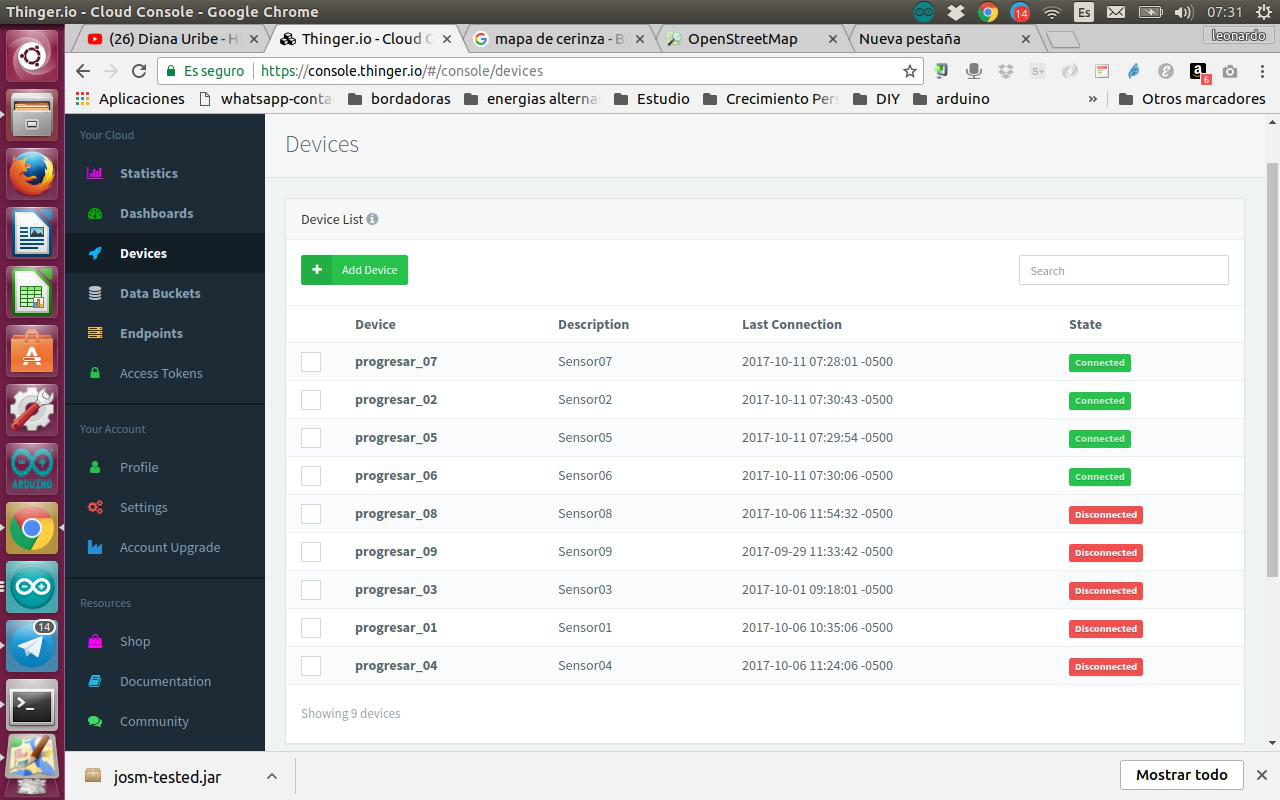 Thinger.io - Cloud Console - Google Chrome
14
Es
07:31
(26) Diana Uribe - H
Thinger.io - Cloud C
mapa de cerinza - B
OpenStreetMap
Nueva pestaña
leonardo
Es seguro
https://console.thinger.io/#/console/devices
S+
6
Aplicaciones
whatsapp-conta
bordadoras
energias alterna
Estudio
Crecimiento Per
DIY
arduino
»
Otros marcadores
Your Cloud
Statistics
Dashboards
Devices
Data Buckets
Endpoints
Access Tokens
Your Account
Profile
Settings
Account Upgrade
Resources
Shop
Documentation
Community
ARDUINO
14
Devices
Device List
+ Add Device
Search
Device Description Last Connection State
progresar_07 Sensor07 2017-10-11 07:28:01 -0500 Connected
progresar_02 Sensor02 2017-10-11 07:30:43 -0500 Connected
progresar_05 Sensor05 2017-10-11 07:29:54 -0500 Connected
progresar_06 Sensor06 2017-10-11 07:30:06 -0500 Connected
progresar_08 Sensor08 2017-10-06 11:54:32 -0500 Disconnected
progresar_09 Sensor09 2017-09-29 11:33:42 -0500 Disconnected
progresar_03 Sensor03 2017-10-01 09:18:01 -0500 Disconnected
progresar_01 Sensor01 2017-10-06 10:35:06 -0500 Disconnected
progresar_04 Sensor04 2017-10-06 11:24:06 -0500 Disconnected
Showing 9 devices
josm-tested.jar
Mostrar todo